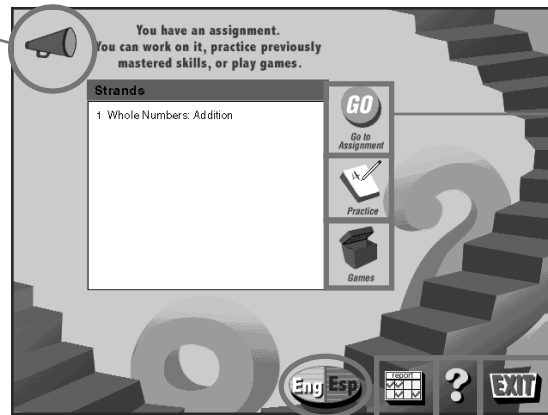 You have an assignment.
You can work on it, practice previously
mastered skills, or play games.
Strands
1 Whole Numbers: Addition
GO
Go to
Assignment
Practice
Games
Eng Esp
report
?
EXIT